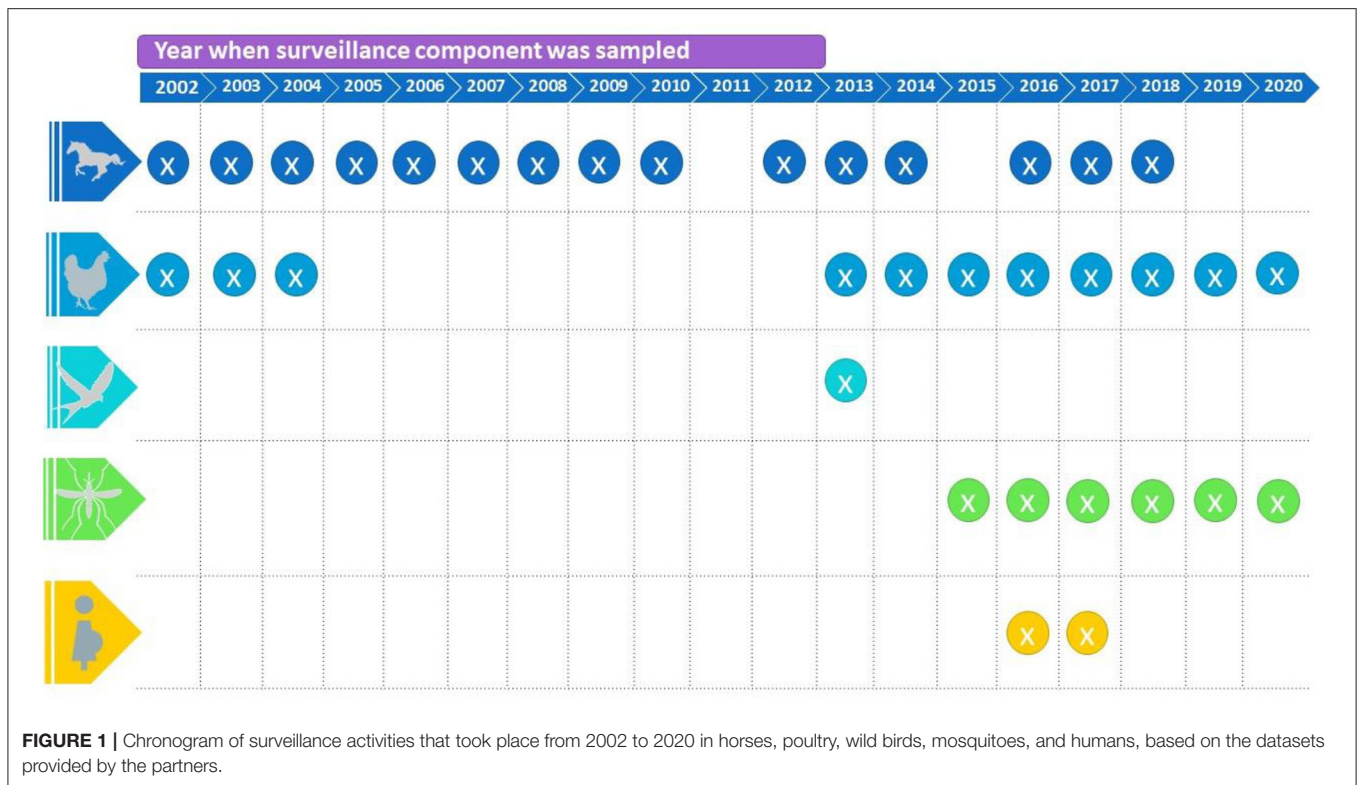 Year when surveillance component was sampled
2002 2003 2004 2005 2006 2007 2008 2009 2010 2011 2012 2013 2014 2015 2016 2017 2018 2019 2020
X X X X X X X X X X X X X X X
X X X X X X X X X X X
X
X X X X X X
X X
FIGURE 1 | Chronogram of surveillance activities that took place from 2002 to 2020 in horses, poultry, wild birds, mosquitoes, and humans, based on the datasets
provided by the partners.